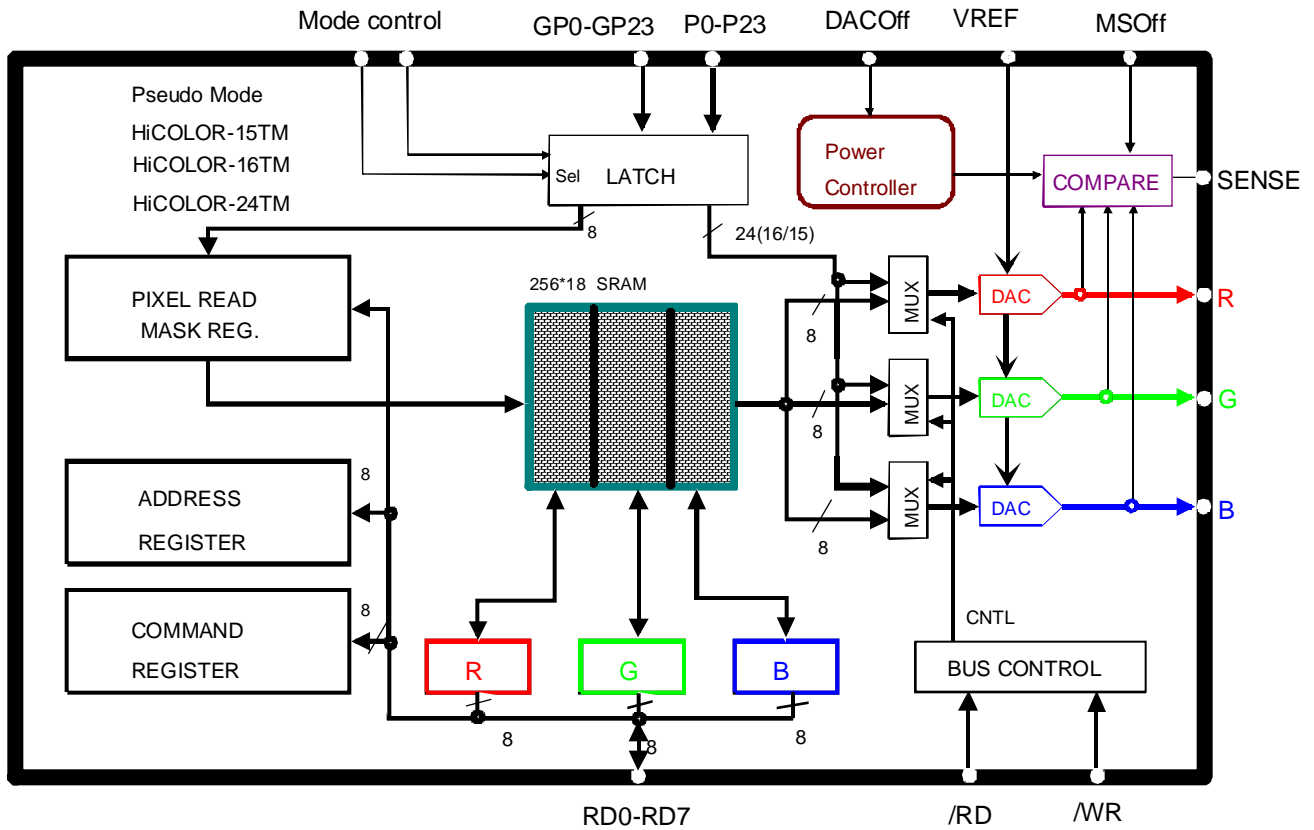 Mode control
GP0-GP23
P0-P23
DACOff
VREF
MSOff
Pseudo Mode
HiCOLOR-15TM
HiCOLOR-16TM
HiCOLOR-24TM
Sel
LATCH
Power
Controller
COMPARE
SENSE
8
24(16/15)
PIXEL READ
MASK REG.
256*18 SRAM
MUX
DAC
R
8
MUX
DAC
G
8
MUX
DAC
B
8
8
ADDRESS
REGISTER
8
COMMAND
REGISTER
R
G
B
8
8
8
CNTL
BUS CONTROL
RD0-RD7
/RD
/WR